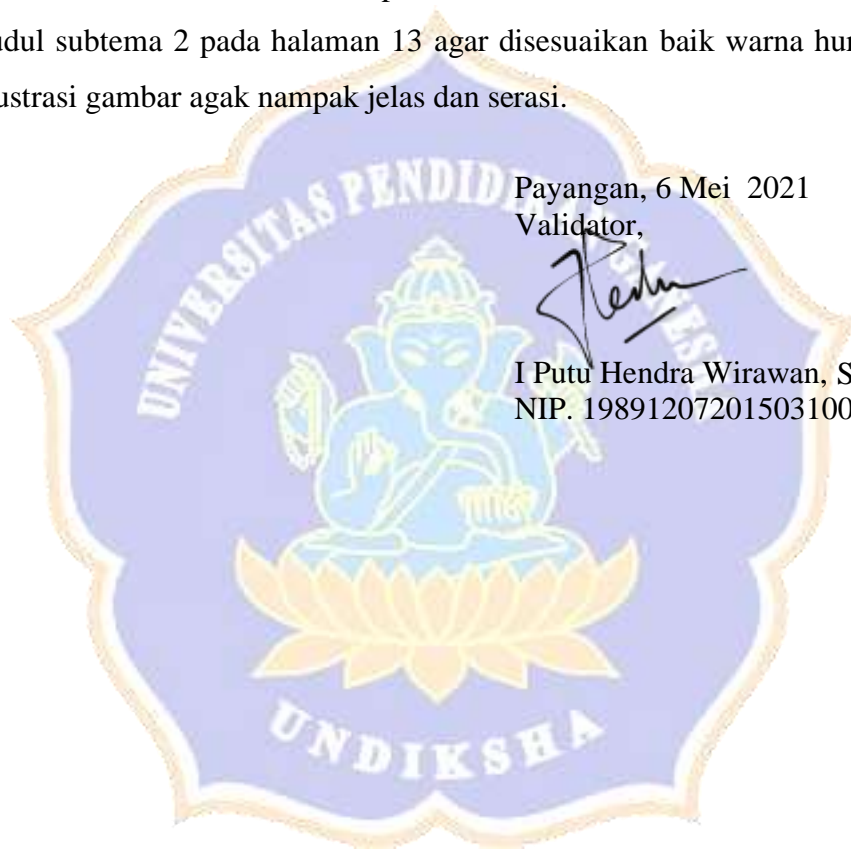 udul subtema 2 pada halaman 13 agar disesuaikan baik warna hur
ustrasi gambar agak nampak jelas dan serasi.
Payangan, 6 Mei 2021
Validator,
I Putu Hendra Wirawan, S
NIP. 19891207201503100
UNIVERSITAS PENDIDIKAN GANESHA
UNDIKSHA